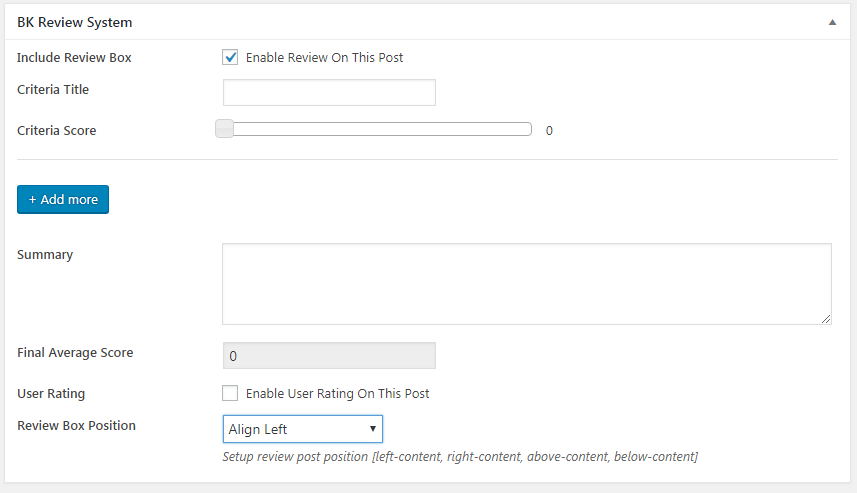 BK Review System
Include Review Box Enable Review On This Post
Criteria Title
Criteria Score 0
+ Add more
Summary
Final Average Score 0
User Rating Enable User Rating On This Post
Review Box Position Align Left
Setup review post position [left-content, right-content, above-content, below-content]